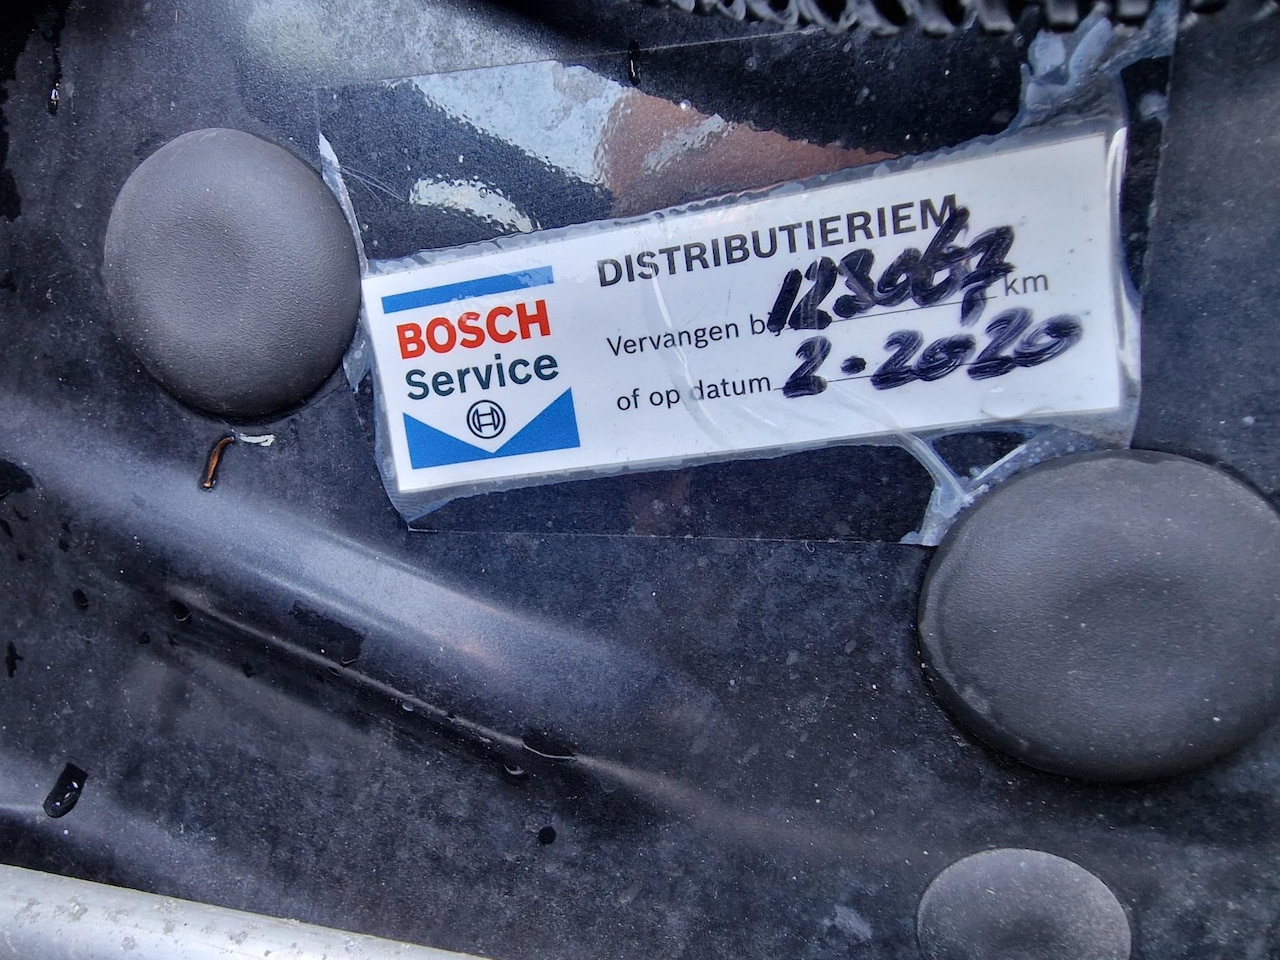 BOSCH
Service
DISTRIBUTIERIEM
Vervangen bij 123067 km
of op datum 2-2020